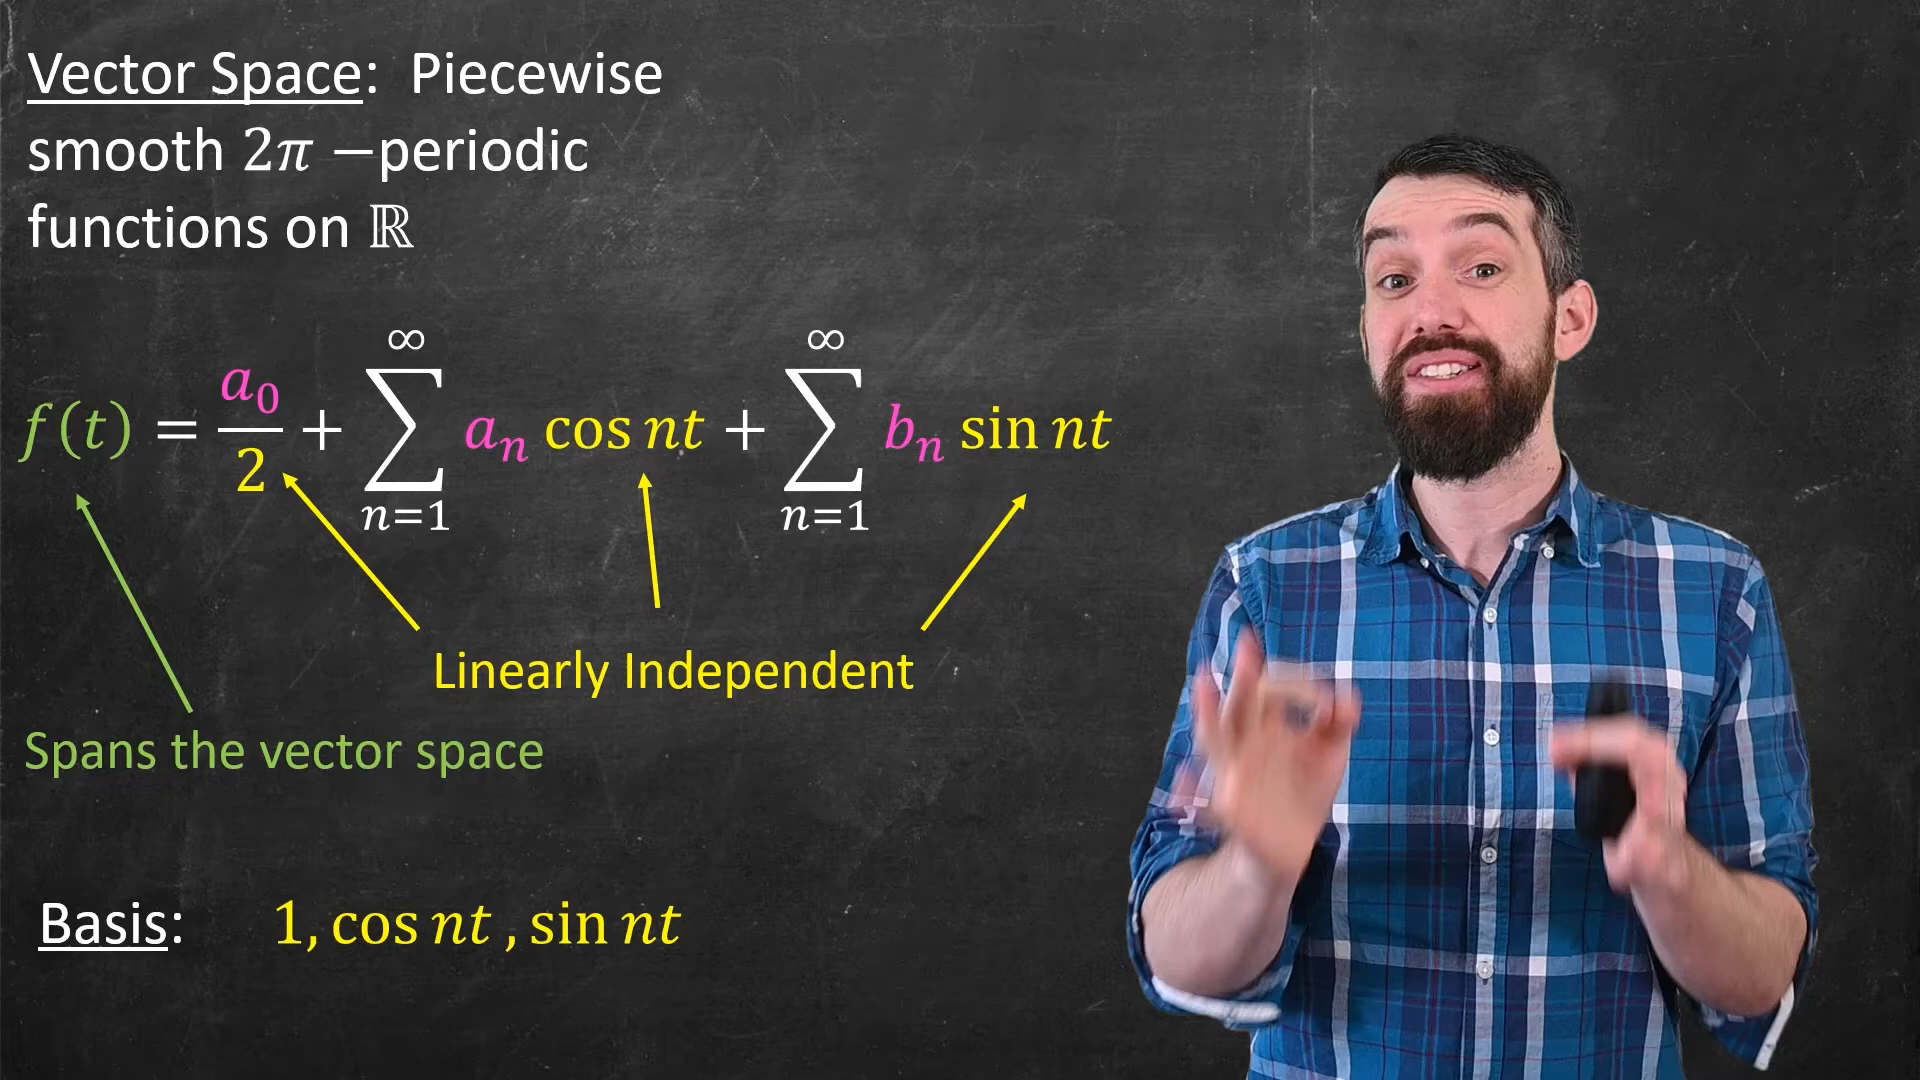 Vector Space: Piecewise
smooth 2π −periodic
functions on ℝ
f(t) = a₀/2 + ∑_{n=1}^{∞} aₙ cos nt + ∑_{n=1}^{∞} bₙ sin nt
Linearly Independent
Spans the vector space
Basis: 1, cos nt , sin nt